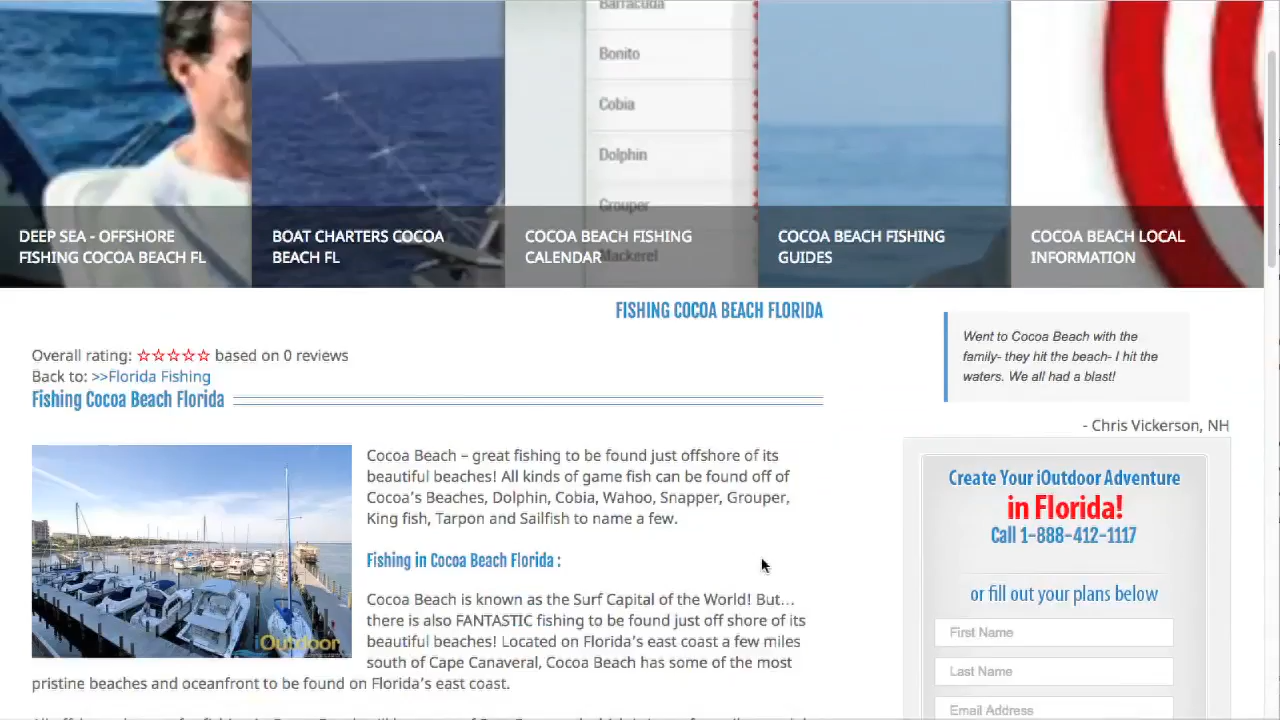 Barracuda
Bonito
Cobia
Dolphin
Grouper
Mackerel
DEEP SEA - OFFSHORE
FISHING COCOA BEACH FL
BOAT CHARTERS COCOA
BEACH FL
COCOA BEACH FISHING
CALENDAR
COCOA BEACH FISHING
GUIDES
COCOA BEACH LOCAL
INFORMATION
FISHING COCOA BEACH FLORIDA
Overall rating: ☆☆☆☆☆ based on 0 reviews
Back to: >>Florida Fishing
Fishing Cocoa Beach Florida
Cocoa Beach – great fishing to be found just offshore of its
beautiful beaches! All kinds of game fish can be found off of
Cocoa's Beaches, Dolphin, Cobia, Wahoo, Snapper, Grouper,
King fish, Tarpon and Sailfish to name a few.
Fishing in Cocoa Beach Florida :
Cocoa Beach is known as the Surf Capital of the World! But…
there is also FANTASTIC fishing to be found just off shore of its
beautiful beaches! Located on Florida's east coast a few miles
south of Cape Canaveral, Cocoa Beach has some of the most
pristine beaches and oceanfront to be found on Florida's east coast.
Outdoor
Went to Cocoa Beach with the
family- they hit the beach- I hit the
waters. We all had a blast!
- Chris Vickerson, NH
Create Your iOutdoor Adventure
in Florida!
Call 1-888-412-1117
or fill out your plans below
First Name
Last Name
Email Address